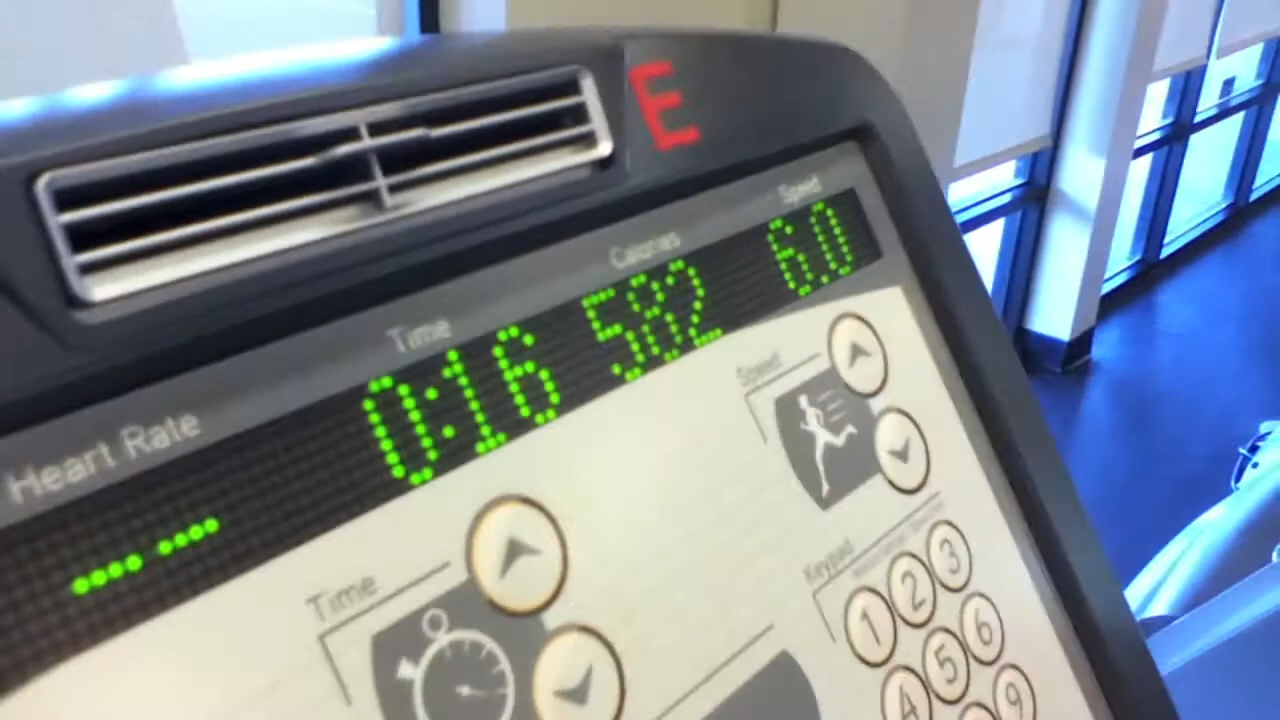 E
Speed
Calories
Time
Heart Rate
6.0
582
0:16
-- --
Speed
Time
Keypad
1 2 3
4 5 6
9